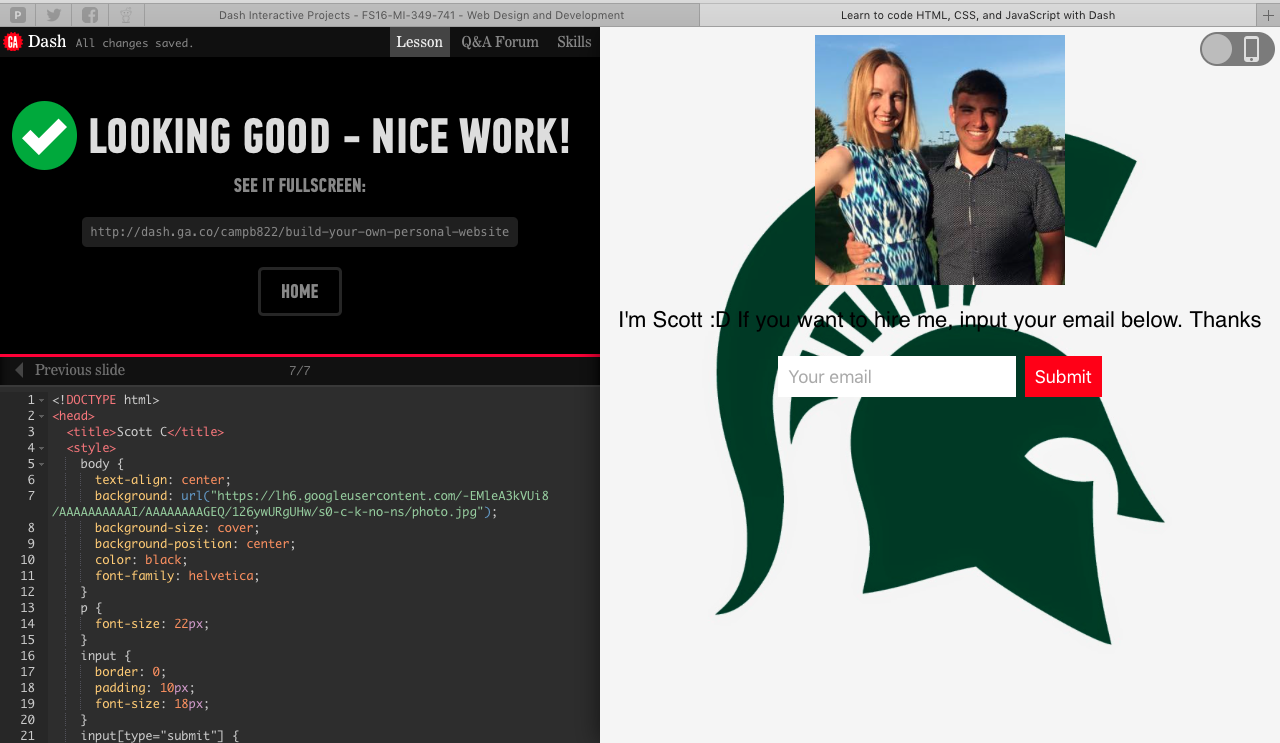 Dash Interactive Projects - FS16-MI-349-741 - Web Design and Development
Learn to code HTML, CSS, and JavaScript with Dash
GA Dash All changes saved.
Lesson Q&A Forum Skills
LOOKING GOOD - NICE WORK!
SEE IT FULLSCREEN:
http://dash.ga.co/campb822/build-your-own-personal-website
HOME
Previous slide
7/7
1 <!DOCTYPE html>
2 <head>
3 <title>Scott C</title>
4 <style>
5 body {
6 text-align: center;
7 background: url("https://lh6.googleusercontent.com/-EMleA3kVUi8
/AAAAAAAAAAI/AAAAAAAAGEQ/126ywURgUHw/s0-c-k-no-ns/photo.jpg");
8 background-size: cover;
9 background-position: center;
10 color: black;
11 font-family: helvetica;
12 }
13 p {
14 font-size: 22px;
15 }
16 input {
17 border: 0;
18 padding: 10px;
19 font-size: 18px;
20 }
21 input[type="submit"] {
I'm Scott :D If you want to hire me, input your email below. Thanks
Your email
Submit